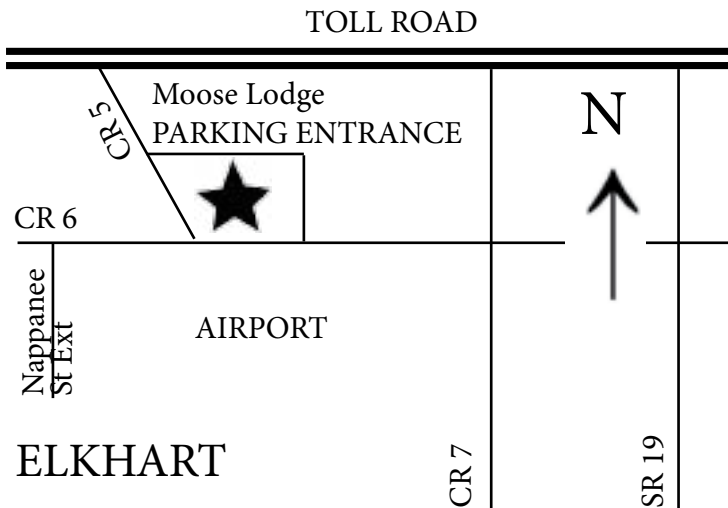 TOLL ROAD
Moose Lodge
PARKING ENTRANCE
N
CR 5
CR 6
Nappanee
St Ext
AIRPORT
ELKHART
CR 7
SR 19